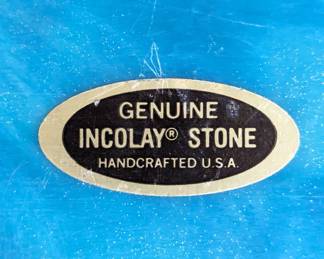 GENUINE
INCOLAY® STONE
HANDCRAFTED U.S.A.